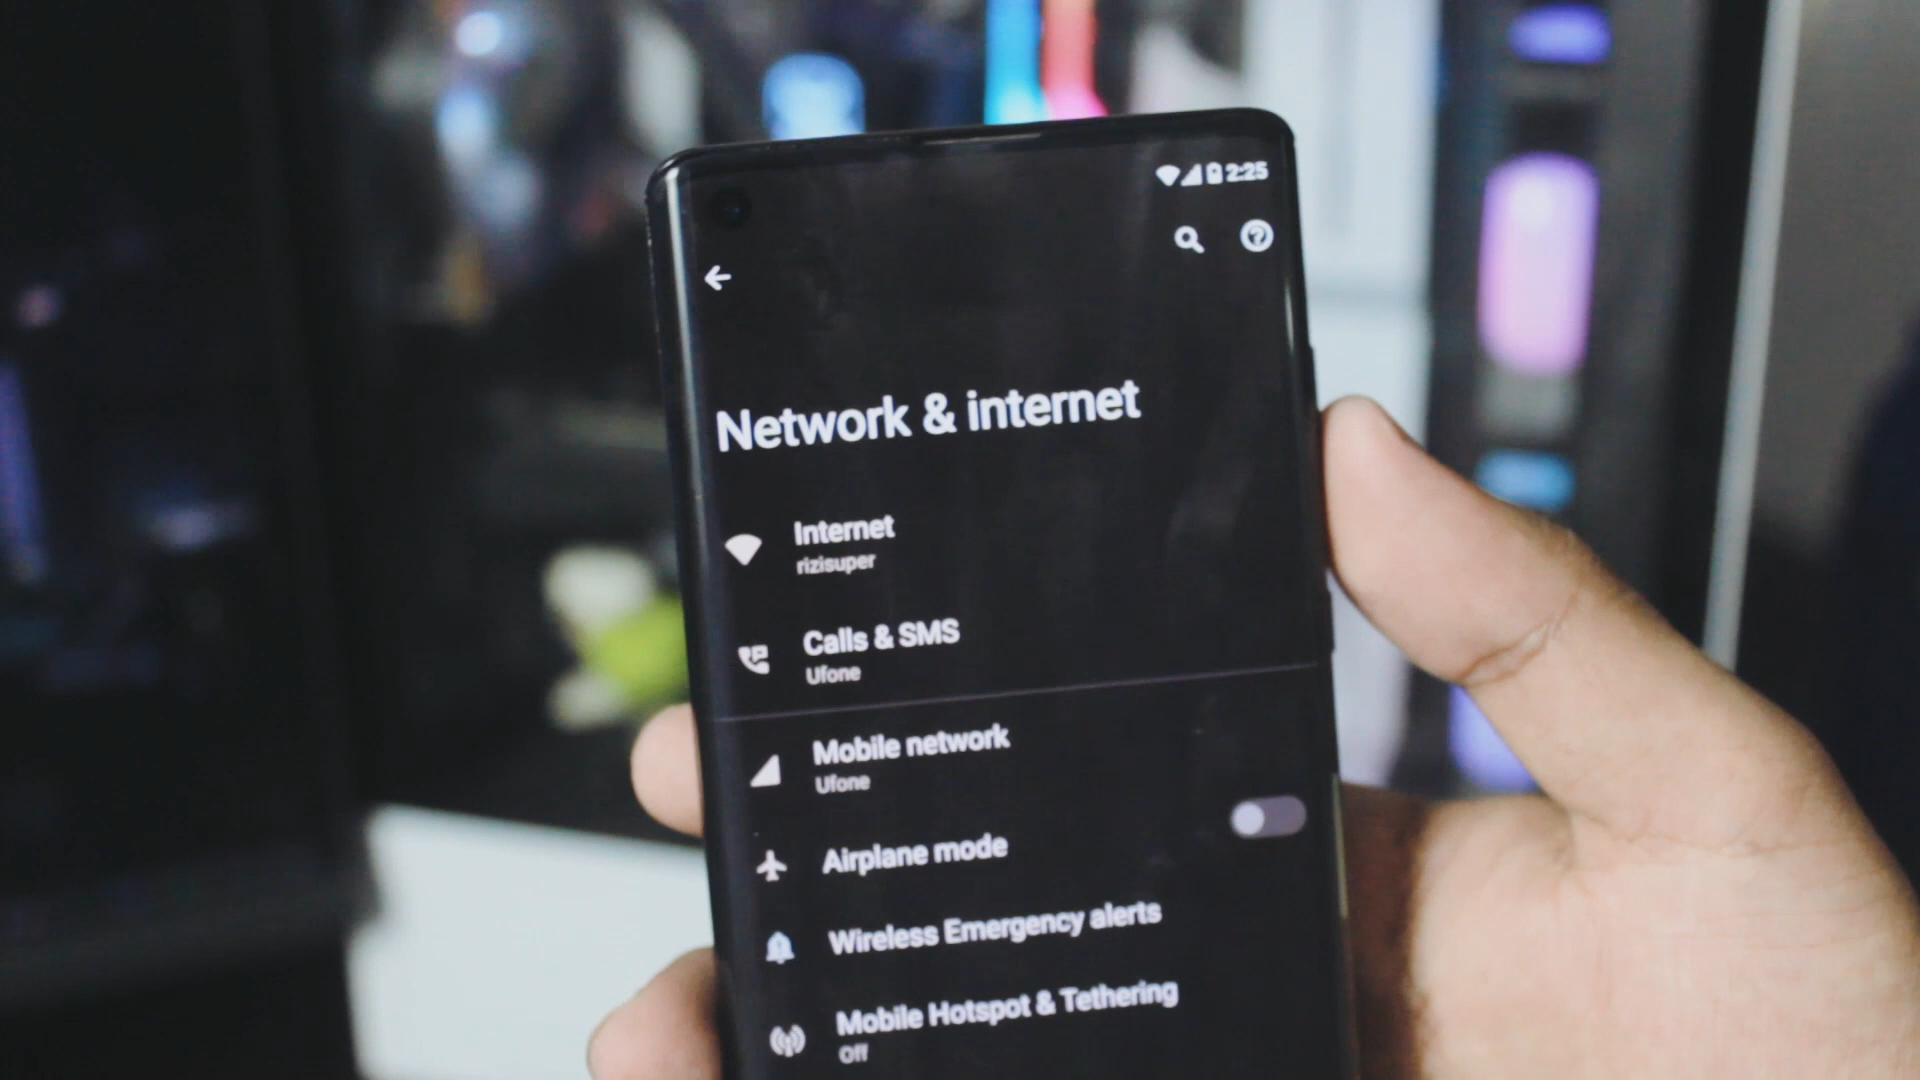 2:25
Network & internet
Internet
rizisuper
Calls & SMS
Ufone
Mobile network
Ufone
Airplane mode
Wireless Emergency alerts
Mobile Hotspot & Tethering
Off